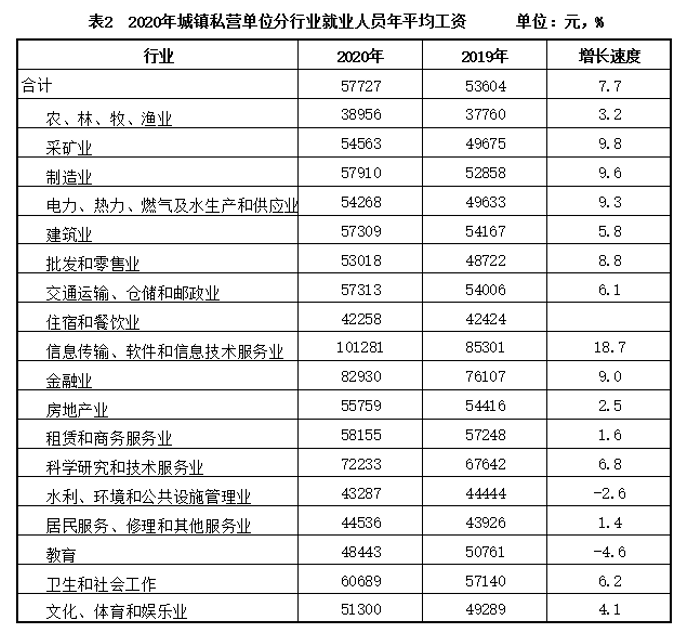 表2 2020年城镇私营单位分行业就业人员年平均工资 单位：元，%
行业 2020年 2019年 增长速度
合计 57727 53604 7.7
农、林、牧、渔业 38956 37760 3.2
采矿业 54563 49675 9.8
制造业 57910 52858 9.6
电力、热力、燃气及水生产和供应业 54268 49633 9.3
建筑业 57309 54167 5.8
批发和零售业 53018 48722 8.8
交通运输、仓储和邮政业 57313 54006 6.1
住宿和餐饮业 42258 42424
信息传输、软件和信息技术服务业 101281 85301 18.7
金融业 82930 76107 9.0
房地产业 55759 54416 2.5
租赁和商务服务业 58155 57248 1.6
科学研究和技术服务业 72233 67642 6.8
水利、环境和公共设施管理业 43287 44444 -2.6
居民服务、修理和其他服务业 44536 43926 1.4
教育 48443 50761 -4.6
卫生和社会工作 60689 57140 6.2
文化、体育和娱乐业 51300 49289 4.1